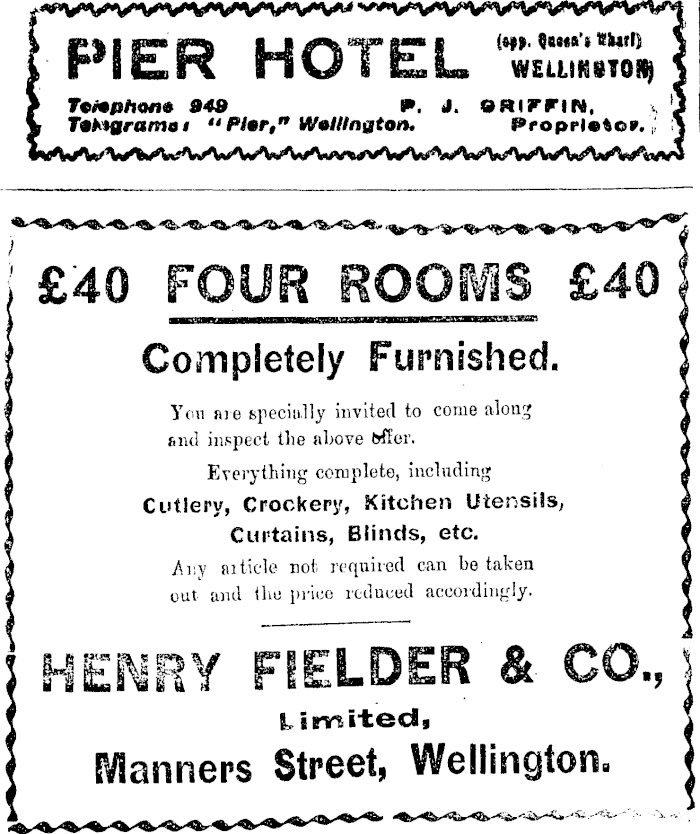 PIER HOTEL (opp. Queen's Wharf) WELLINGTON
Telephone 949 P. J. GRIFFIN,
Telegrams: "Pier," Wellington. Proprietor.
£40 FOUR ROOMS £40
Completely Furnished.
You are specially invited to come along
and inspect the above offer.
Everything complete, including
Cutlery, Crockery, Kitchen Utensils,
Curtains, Blinds, etc.
Any article not required can be taken
out and the price reduced accordingly.
HENRY FIELDER & CO.,
Limited,
Manners Street, Wellington.